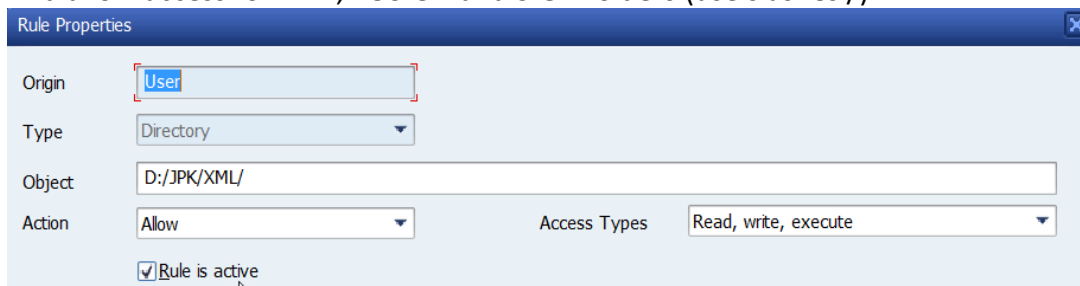 Rule Properties
Origin User
Type Directory
Object D:/JPK/XML/
Action Allow Access Types Read, write, execute
Rule is active